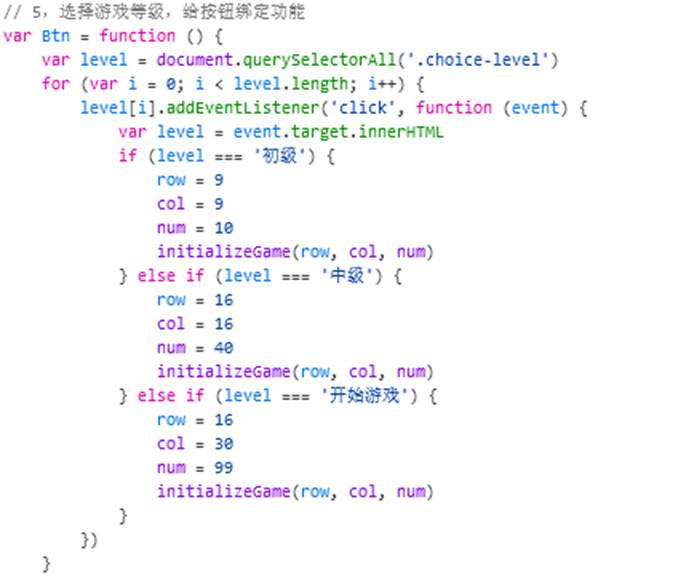 // 5，选择游戏等级，给按钮绑定功能
var Btn = function () {
    var level = document.querySelectorAll('.choice-level')
    for (var i = 0; i < level.length; i++) {
        level[i].addEventListener('click', function (event) {
            var level = event.target.innerHTML
            if (level === '初级') {
                row = 9
                col = 9
                num = 10
                initializeGame(row, col, num)
            } else if (level === '中级') {
                row = 16
                col = 16
                num = 40
                initializeGame(row, col, num)
            } else if (level === '开始游戏') {
                row = 16
                col = 30
                num = 99
                initializeGame(row, col, num)
            }
        })
    }